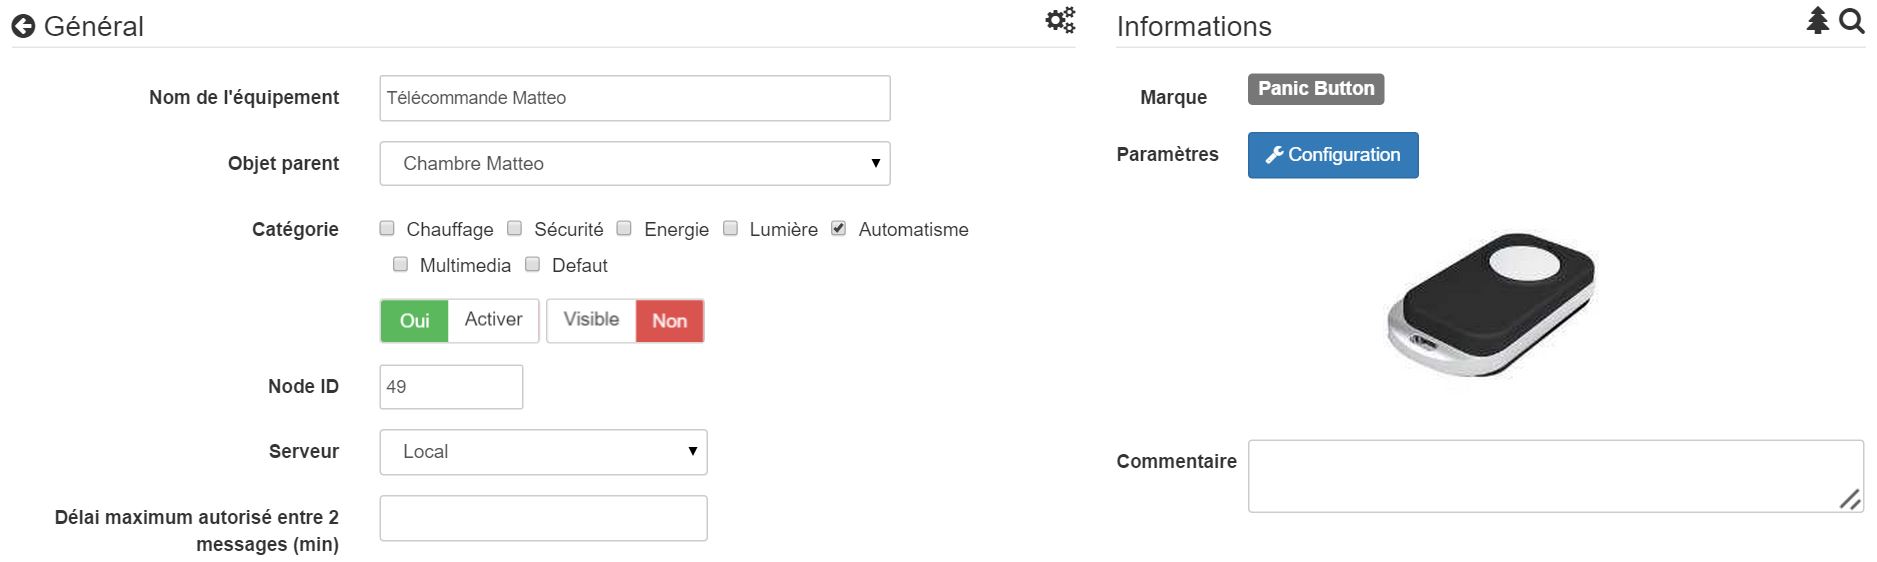 Général
Nom de l'équipement
Télécommande Matteo
Objet parent
Chambre Matteo
Catégorie
Chauffage Sécurité Energie Lumière Automatisme
Multimedia Defaut
Oui Activer Visible Non
Node ID
49
Serveur
Local
Délai maximum autorisé entre 2
messages (min)
Informations
Marque
Panic Button
Paramètres
Configuration
Commentaire